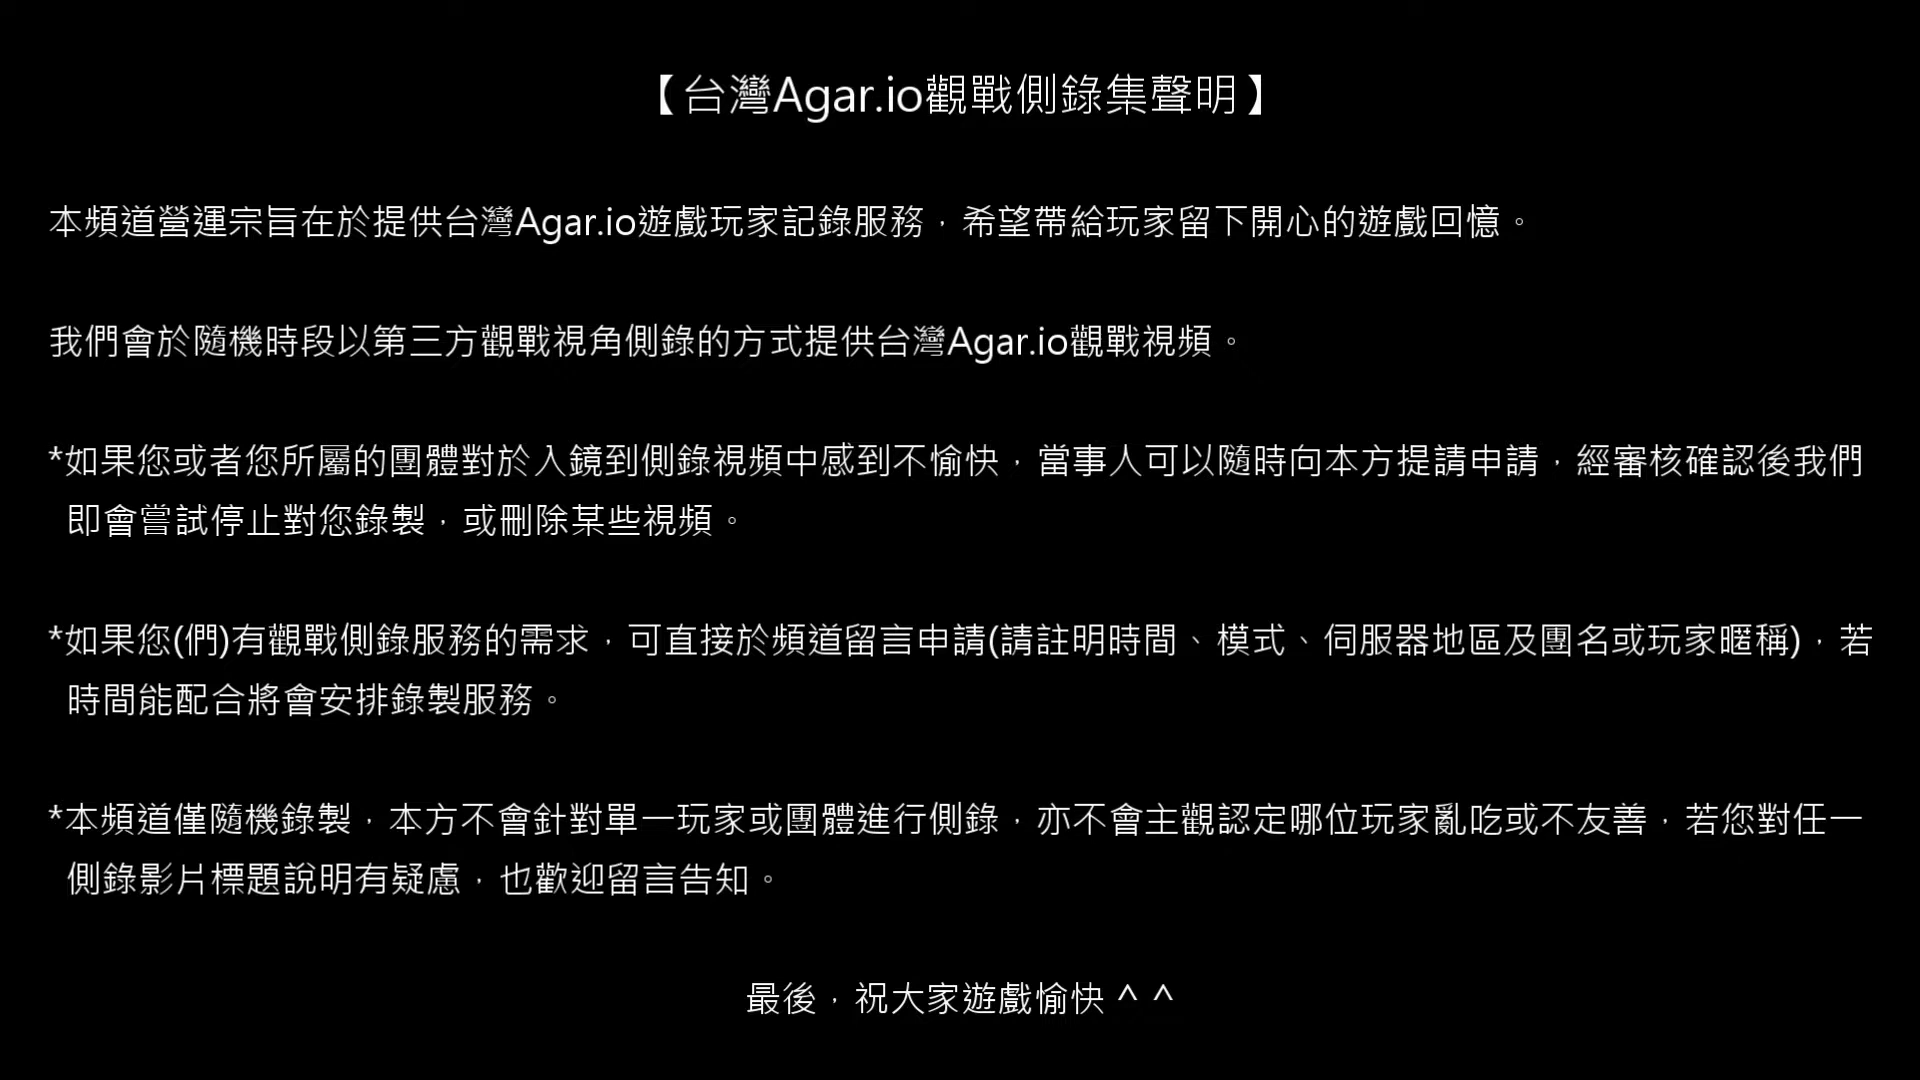 【台灣Agar.io觀戰側錄集聲明】
本頻道營運宗旨在於提供台灣Agar.io遊戲玩家記錄服務，希望帶給玩家留下開心的遊戲回憶。
我們會於隨機時段以第三方觀戰視角側錄的方式提供台灣Agar.io觀戰視頻。
*如果您或者您所屬的團體對於入鏡到側錄視頻中感到不愉快，當事人可以隨時向本方提請申請，經審核確認後我們
即會嘗試停止對您錄製，或刪除某些視頻。
*如果您(們)有觀戰側錄服務的需求，可直接於頻道留言申請(請註明時間、模式、伺服器地區及團名或玩家暱稱)，若
時間能配合將會安排錄製服務。
*本頻道僅隨機錄製，本方不會針對單一玩家或團體進行側錄，亦不會主觀認定哪位玩家亂吃或不友善，若您對任一
側錄影片標題說明有疑慮，也歡迎留言告知。
最後，祝大家遊戲愉快 ^ ^